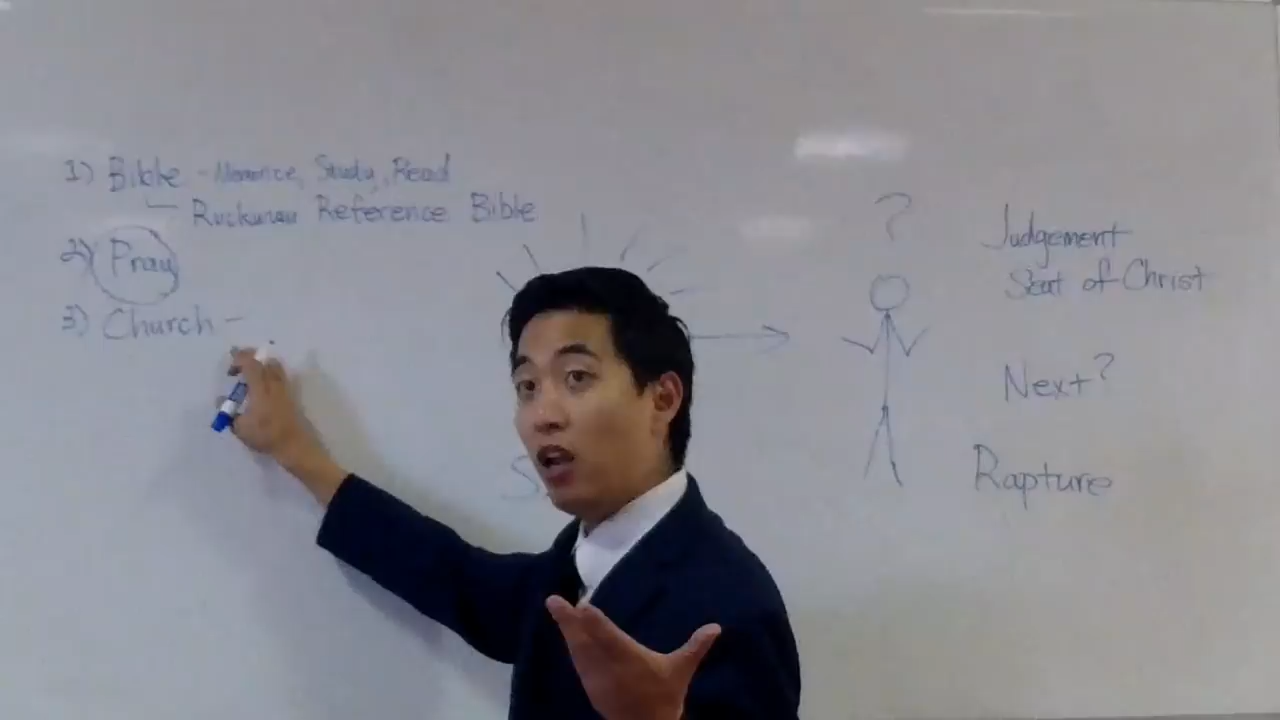 1) Bible - Memorize, Study, Read
Ruckman Reference Bible
2) Pray
3) Church -
?
Judgement
Seat of Christ
Next?
Rapture